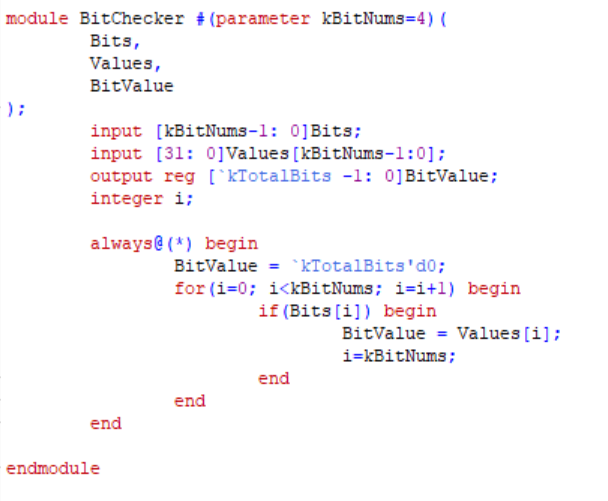 module BitChecker #(parameter kBitNums=4)(
Bits,
Values,
BitValue
);
input [kBitNums-1: 0]Bits;
input [31: 0]Values[kBitNums-1:0];
output reg [`kTotalBits -1: 0]BitValue;
integer i;
always@(*) begin
BitValue = `kTotalBits'd0;
for(i=0; i<kBitNums; i=i+1) begin
if(Bits[i]) begin
BitValue = Values[i];
i=kBitNums;
end
end
end
endmodule